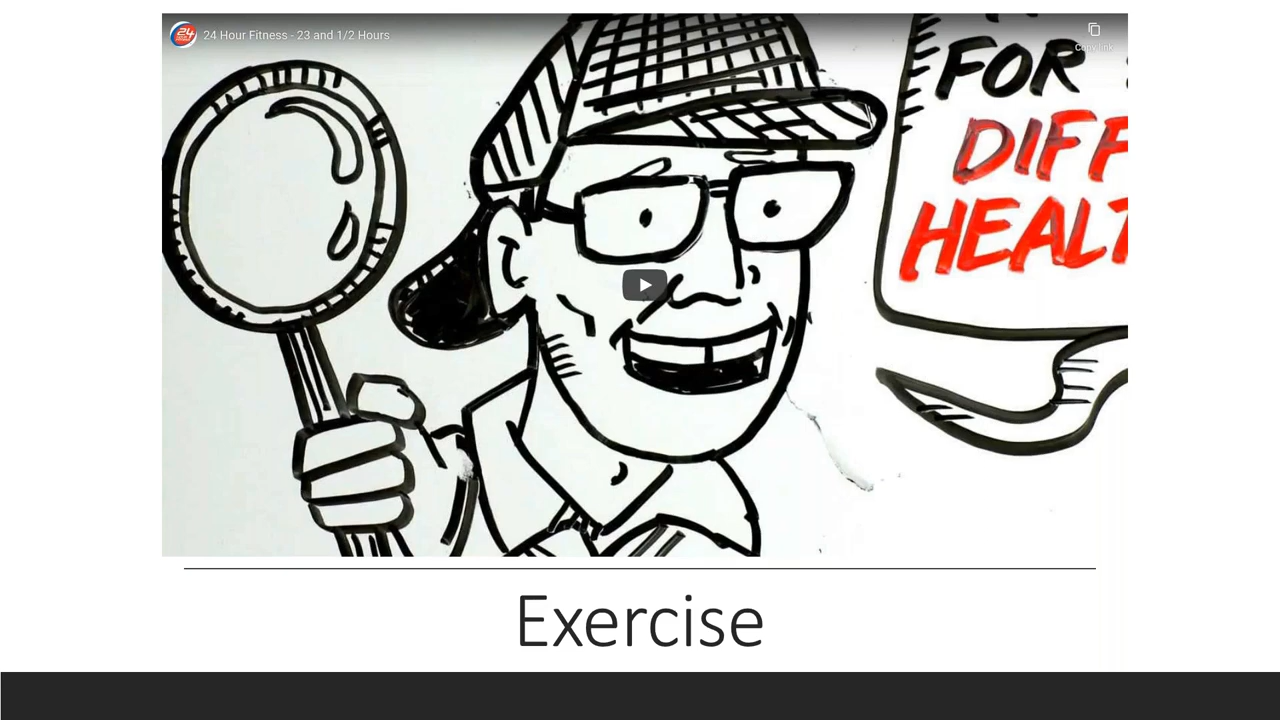 24 Hour Fitness - 23 and 1/2 Hours
Copy link
FOR
DIFF
HEALT
Exercise